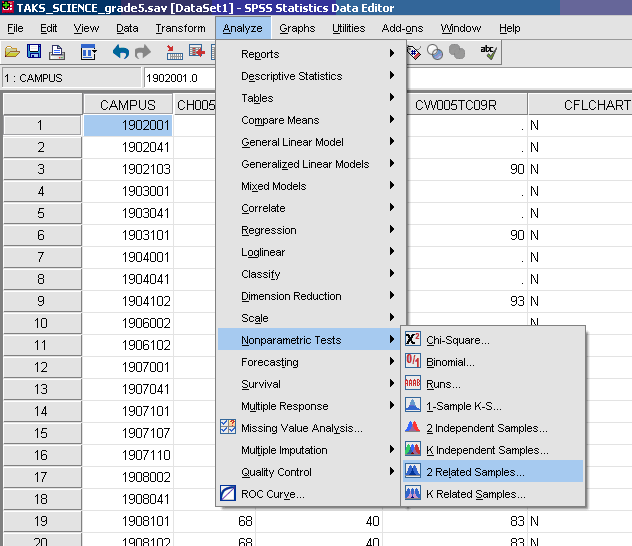 TAKS_SCIENCE_grade5.sav [DataSet1] - SPSS Statistics Data Editor
File Edit View Data Transform Analyze Graphs Utilities Add-ons Window Help
1 : CAMPUS 1902001.0
CAMPUS CH005 CW005TC09R CFLCHART
1 1902001 . N
2 1902041 . N
3 1902103 90 N
4 1903001 . N
5 1903041 . N
6 1903101 90 N
7 1904001 . N
8 1904041 . N
9 1904102 93 N
10 1906002 N
11 1906102
12 1907001
13 1907041
14 1907101
15 1907107
16 1907110
17 1908002
18 1908041
19 1908101 68 40 83 N
20 1908102 68 40 83 N
Reports
Descriptive Statistics
Tables
Compare Means
General Linear Model
Generalized Linear Models
Mixed Models
Correlate
Regression
Loglinear
Classify
Dimension Reduction
Scale
Nonparametric Tests
Forecasting
Survival
Multiple Response
Missing Value Analysis...
Multiple Imputation
Quality Control
ROC Curve...
Chi-Square...
Binomial...
Runs...
1-Sample K-S...
2 Independent Samples...
K Independent Samples...
2 Related Samples...
K Related Samples...